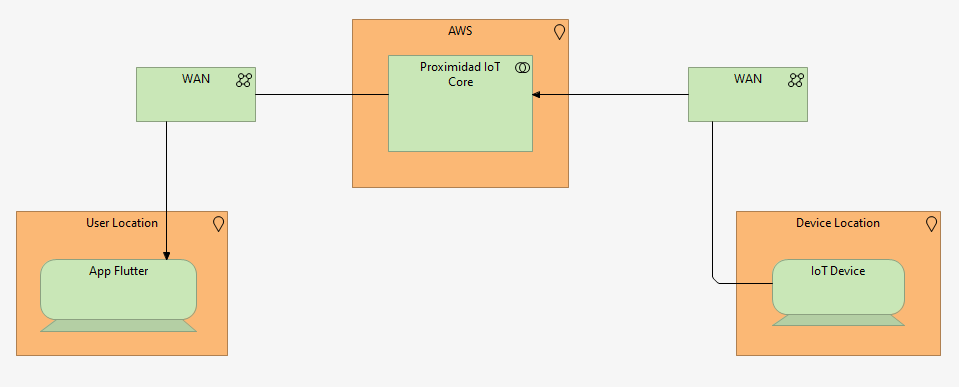 AWS
Proximidad IoT
Core
WAN
WAN
User Location
App Flutter
Device Location
IoT Device